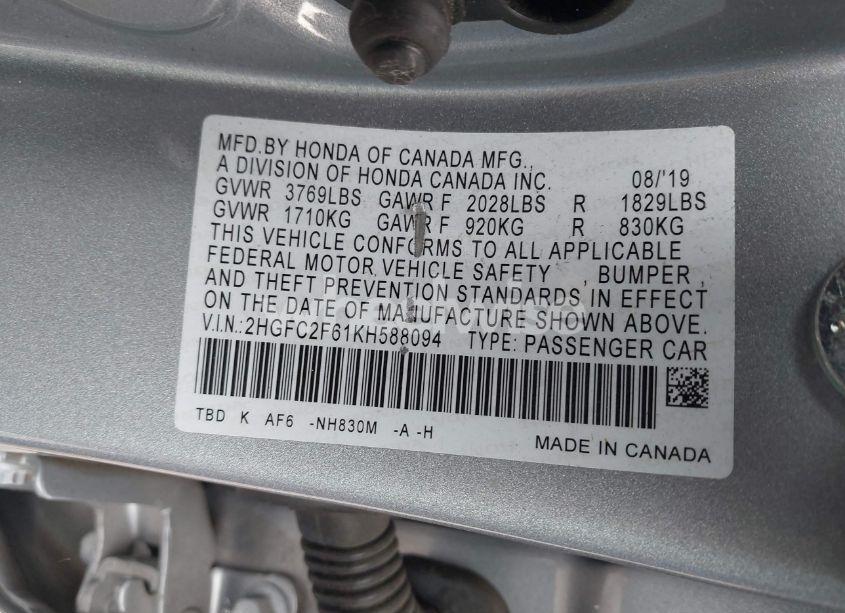 MFD.BY HONDA OF CANADA MFG.,
A DIVISION OF HONDA CANADA INC. 08/'19
GVWR 3769LBS GAWR F 2028LBS R 1829LBS
GVWR 1710KG GAWR F 920KG R 830KG
THIS VEHICLE CONFORMS TO ALL APPLICABLE
FEDERAL MOTOR VEHICLE SAFETY , BUMPER ,
AND THEFT PREVENTION STANDARDS IN EFFECT
ON THE DATE OF MANUFACTURE SHOWN ABOVE.
V.I.N.:2HGFC2F61KH588094 TYPE: PASSENGER CAR
TBD K AF6 -NH830M -A -H
MADE IN CANADA